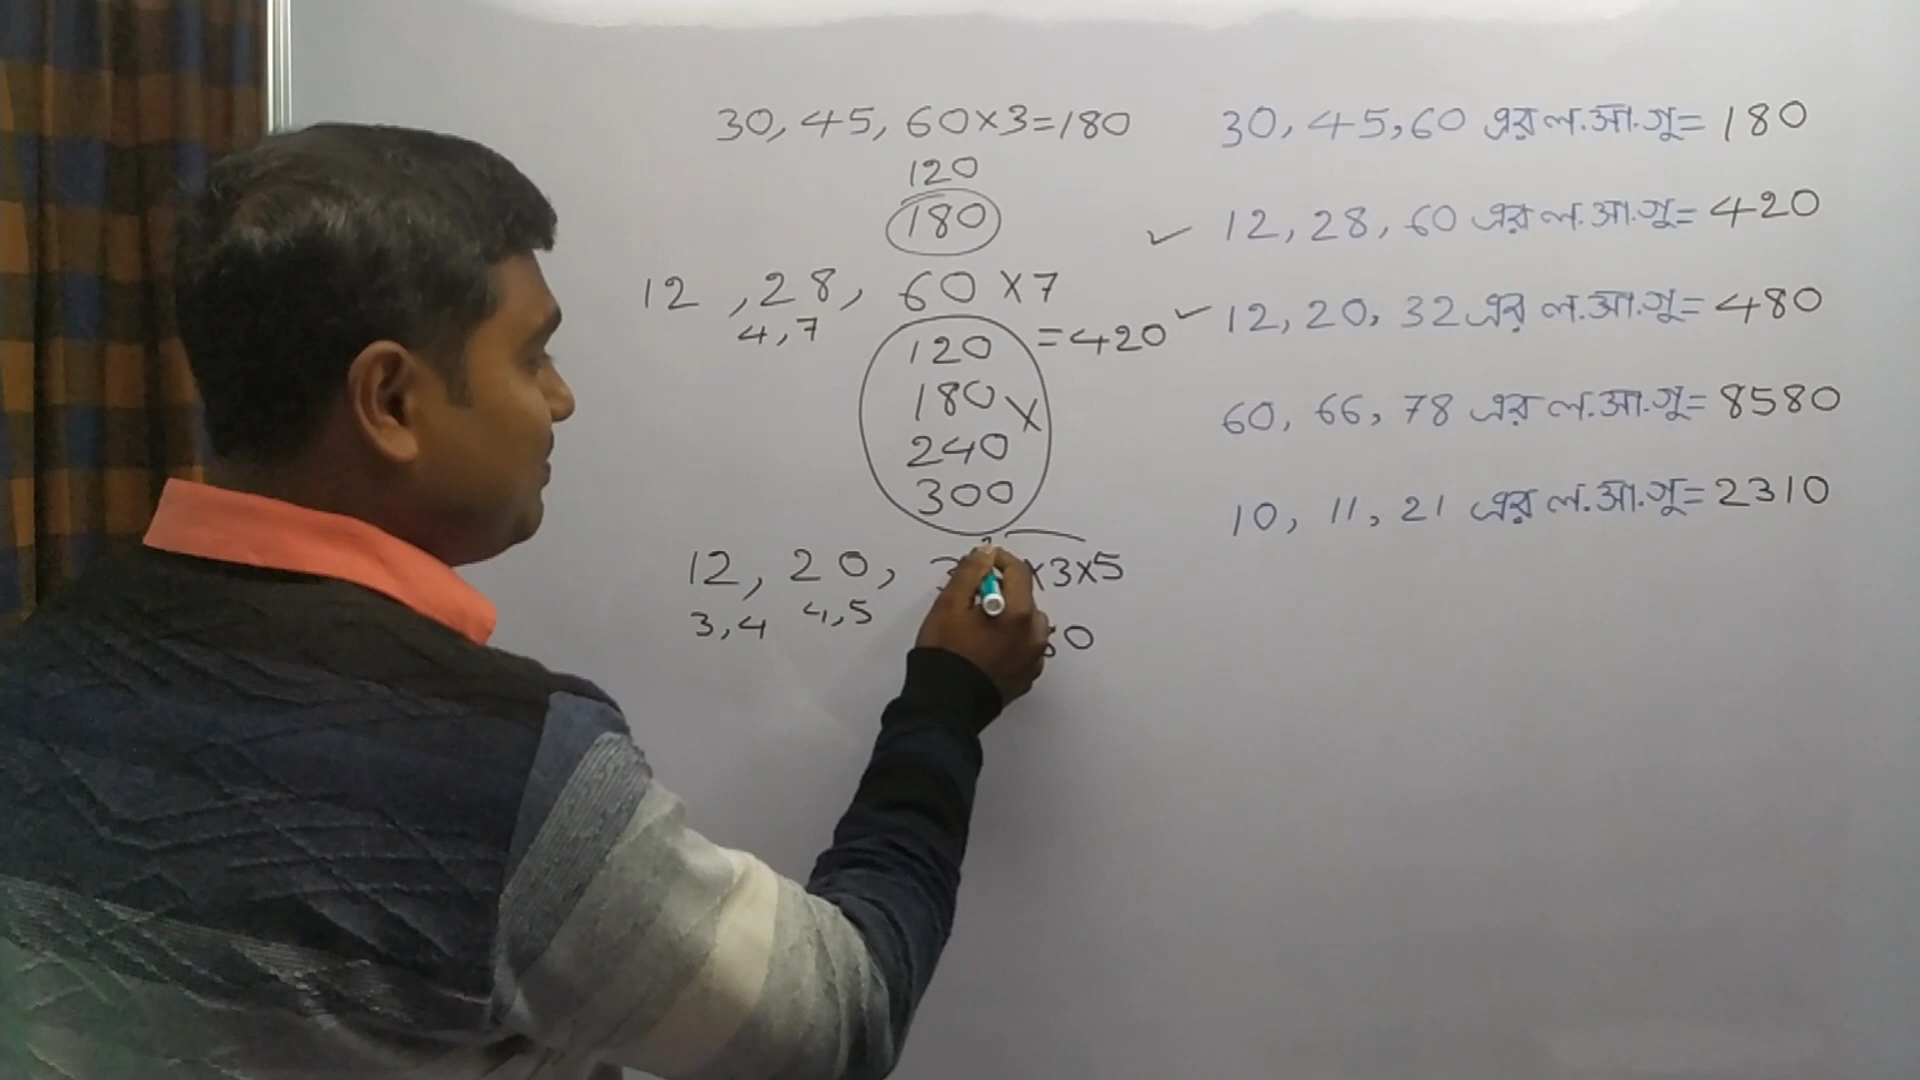 30, 45, 60×3=180
120
180
12, 28, 60×7
4,7
=420
120
180 ×
240
300
12, 20, 3 ×3×5
3,4 4,5
0
30, 45, 60 এর ল.সা.গু= 180
✓ 12, 28, 60 এর ল.সা.গু= 420
✓ 12, 20, 32 এর ল.সা.গু= 480
60, 66, 78 এর ল.সা.গু= 8580
10, 11, 21 এর ল.সা.গু= 2310